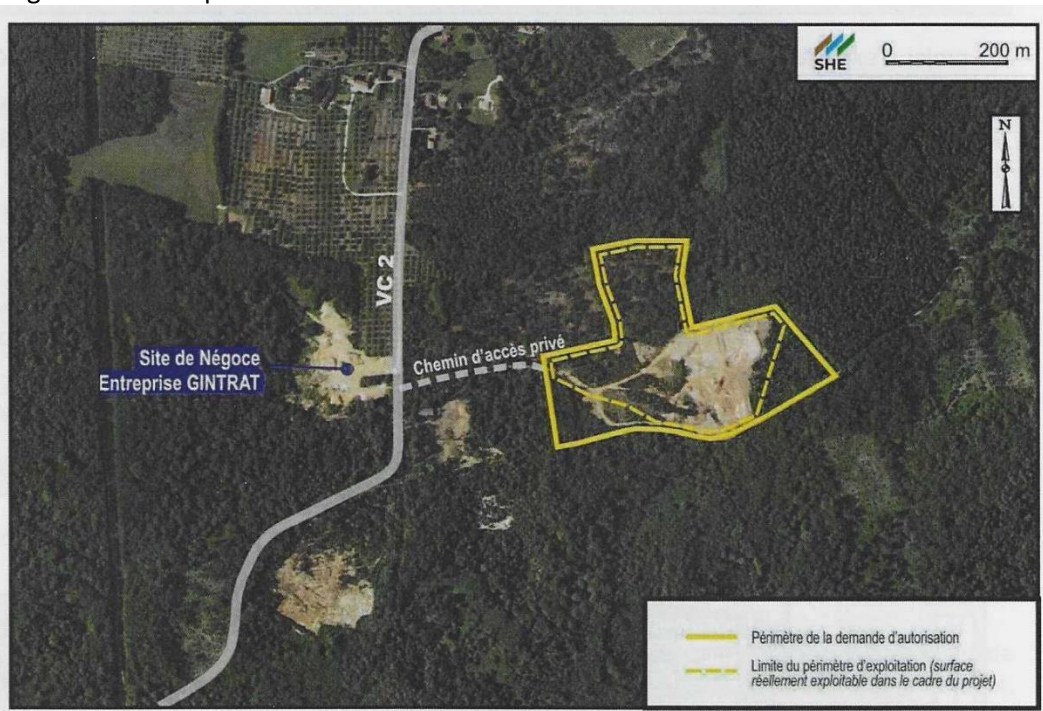 SHE
0 200 m
N
VC 2
Site de Négoce
Entreprise GINTRAT
Chemin d'accès privé
Périmètre de la demande d'autorisation
Limite du périmètre d'exploitation (surface
réellement exploitable dans le cadre du projet)